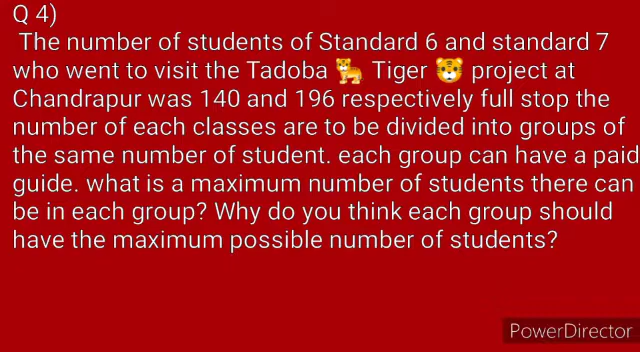 Q 4)
The number of students of Standard 6 and standard 7
who went to visit the Tadoba 🐅 Tiger 🐯 project at
Chandrapur was 140 and 196 respectively full stop the
number of each classes are to be divided into groups of
the same number of student. each group can have a paid
guide. what is a maximum number of students there can
be in each group? Why do you think each group should
have the maximum possible number of students?
PowerDirector